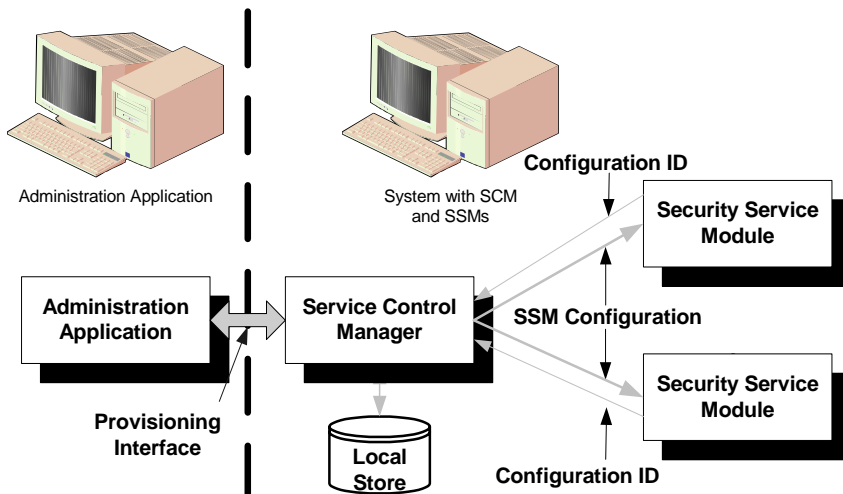 Administration Application
System with SCM
and SSMs
Configuration ID
Security Service
Module
Administration
Application
Service Control
Manager
SSM Configuration
Security Service
Module
Provisioning
Interface
Local
Store
Configuration ID